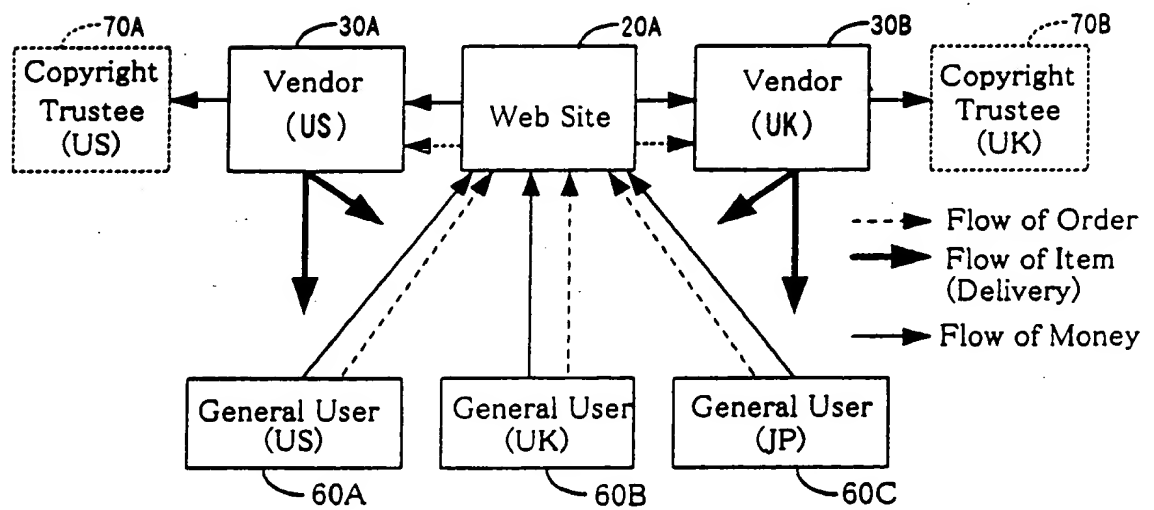 70A
30A
20A
30B
70B
Copyright
Trustee
(US)
Vendor
(US)
Web Site
Vendor
(UK)
Copyright
Trustee
(UK)
Flow of Order
Flow of Item
(Delivery)
Flow of Money
General User
(US)
General User
(UK)
General User
(JP)
60A
60B
60C